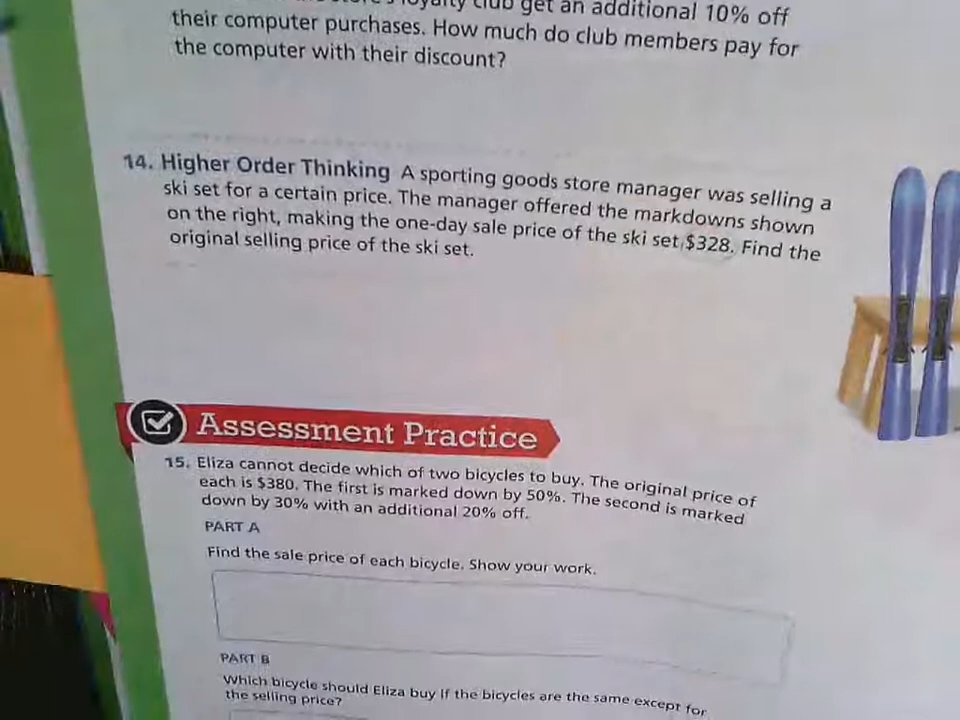 loyalty club get an additional 10% off
their computer purchases. How much do club members pay for
the computer with their discount?
14. Higher Order Thinking A sporting goods store manager was selling a
ski set for a certain price. The manager offered the markdowns shown
on the right, making the one-day sale price of the ski set $328. Find the
original selling price of the ski set.
Assessment Practice
15. Eliza cannot decide which of two bicycles to buy. The original price of
each is $380. The first is marked down by 50%. The second is marked
down by 30% with an additional 20% off.
PART A
Find the sale price of each bicycle. Show your work.
PART B
Which bicycle should Eliza buy if the bicycles are the same except for
the selling price?